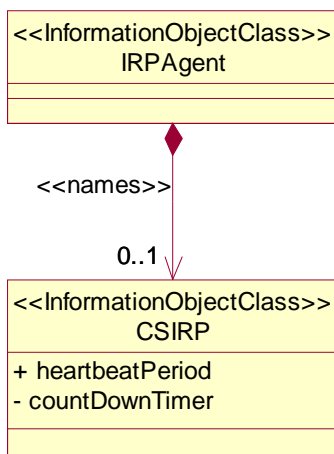 <<InformationObjectClass>>
IRPAgent
<<names>>
0..1
<<InformationObjectClass>>
CSIRP
+ heartbeatPeriod
- countDownTimer